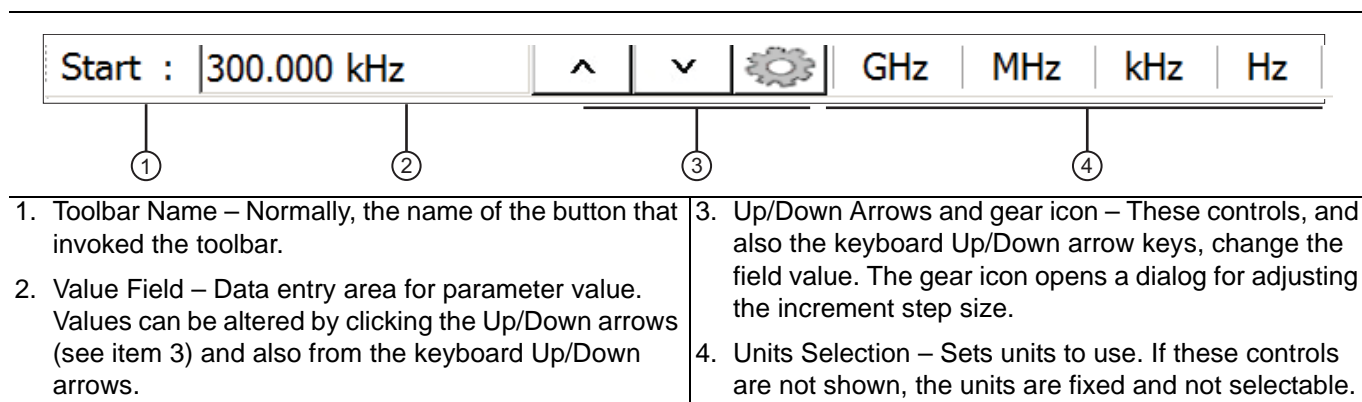 Start : 300.000 kHz ^ v GHz MHz kHz Hz
1 2 3 4
1. Toolbar Name – Normally, the name of the button that
invoked the toolbar.
2. Value Field – Data entry area for parameter value.
Values can be altered by clicking the Up/Down arrows
(see item 3) and also from the keyboard Up/Down
arrows.
3. Up/Down Arrows and gear icon – These controls, and
also the keyboard Up/Down arrow keys, change the
field value. The gear icon opens a dialog for adjusting
the increment step size.
4. Units Selection – Sets units to use. If these controls
are not shown, the units are fixed and not selectable.